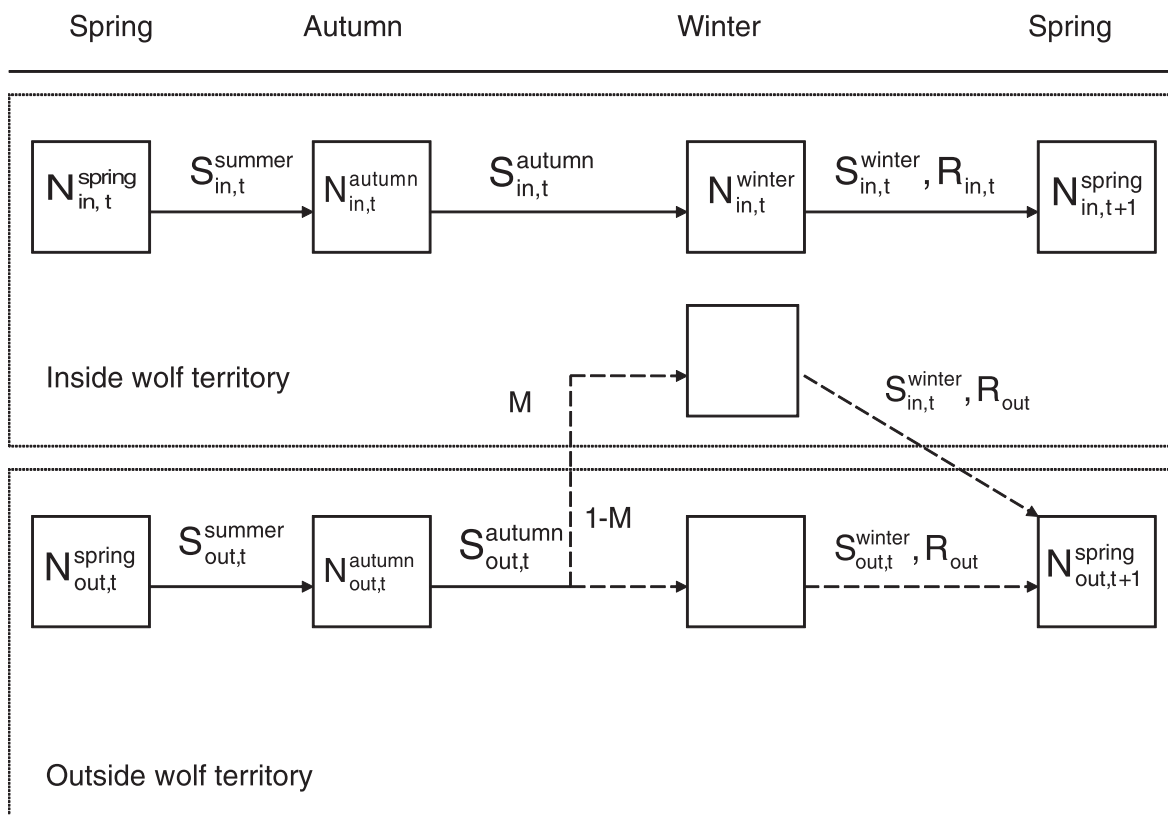 Spring Autumn Winter Spring
N^spring_in, t S^summer_in,t N^autumn_in,t S^autumn_in,t N^winter_in,t S^winter_in,t, R_in,t N^spring_in,t+1
Inside wolf territory
M
S^winter_in,t, R_out
1-M
N^spring_out,t S^summer_out,t N^autumn_out,t S^autumn_out,t S^winter_out,t, R_out N^spring_out,t+1
Outside wolf territory